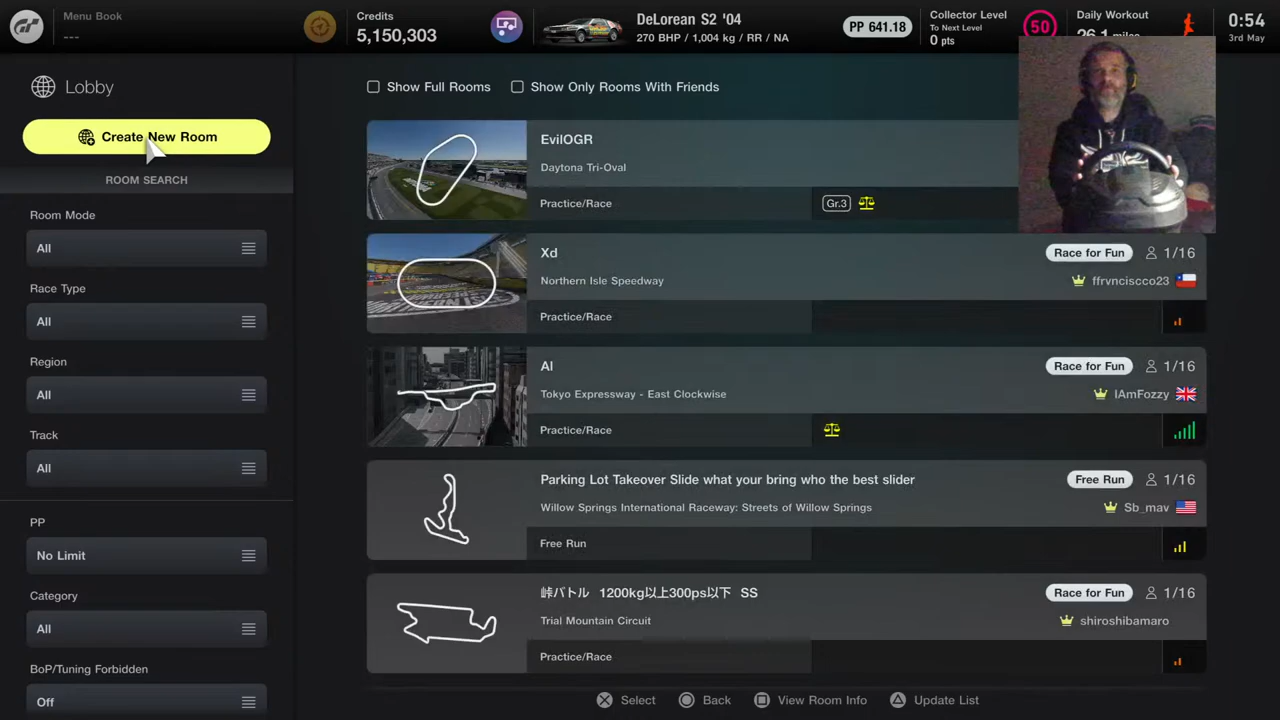 Menu Book
---
Credits
5,150,303
DeLorean S2 '04
270 BHP / 1,004 kg / RR / NA
PP 641.18
Collector Level
To Next Level
0 pts
50
Daily Workout
26.1 miles
0:54
3rd May
Lobby
Create New Room
ROOM SEARCH
Room Mode
All
Race Type
All
Region
All
Track
All
PP
No Limit
Category
All
BoP/Tuning Forbidden
Off
Show Full Rooms
Show Only Rooms With Friends
EvilOGR
Daytona Tri-Oval
Practice/Race
Gr.3
Xd
Race for Fun
1/16
Northern Isle Speedway
ffrvnciscco23
Practice/Race
AI
Race for Fun
1/16
Tokyo Expressway - East Clockwise
IAmFozzy
Practice/Race
Parking Lot Takeover Slide what your bring who the best slider
Free Run
1/16
Willow Springs International Raceway: Streets of Willow Springs
Sb_mav
Free Run
峠バトル 1200kg以上300ps以下 SS
Race for Fun
1/16
Trial Mountain Circuit
shiroshibamaro
Practice/Race
Select
Back
View Room Info
Update List